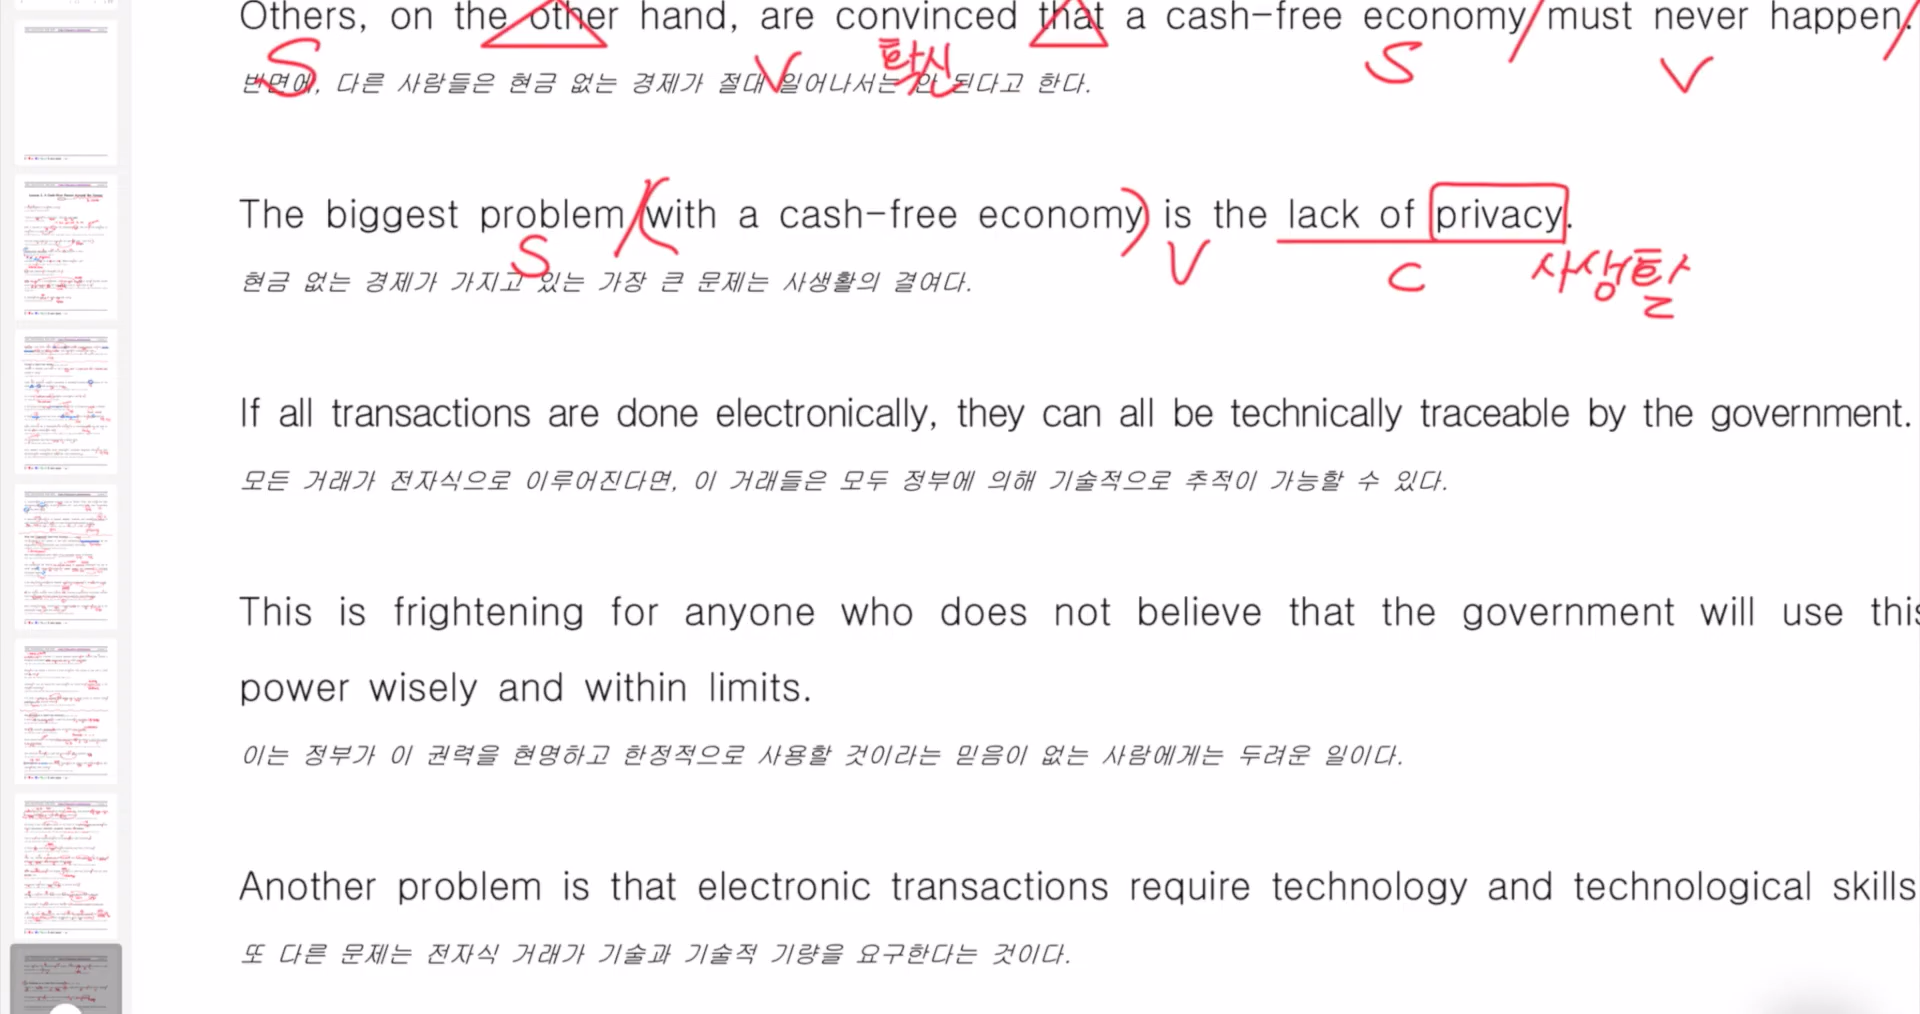 Others, on the other hand, are convinced that a cash-free economy must never happen.
S V 확신 S V
반면에, 다른 사람들은 현금 없는 경제가 절대 일어나서는 안 된다고 한다.
The biggest problem (with a cash-free economy) is the lack of privacy.
S V C 사생활
현금 없는 경제가 가지고 있는 가장 큰 문제는 사생활의 결여다.
If all transactions are done electronically, they can all be technically traceable by the government.
모든 거래가 전자식으로 이루어진다면, 이 거래들은 모두 정부에 의해 기술적으로 추적이 가능할 수 있다.
This is frightening for anyone who does not believe that the government will use this
power wisely and within limits.
이는 정부가 이 권력을 현명하고 한정적으로 사용할 것이라는 믿음이 없는 사람에게는 두려운 일이다.
Another problem is that electronic transactions require technology and technological skills
또 다른 문제는 전자식 거래가 기술과 기술적 기량을 요구한다는 것이다.